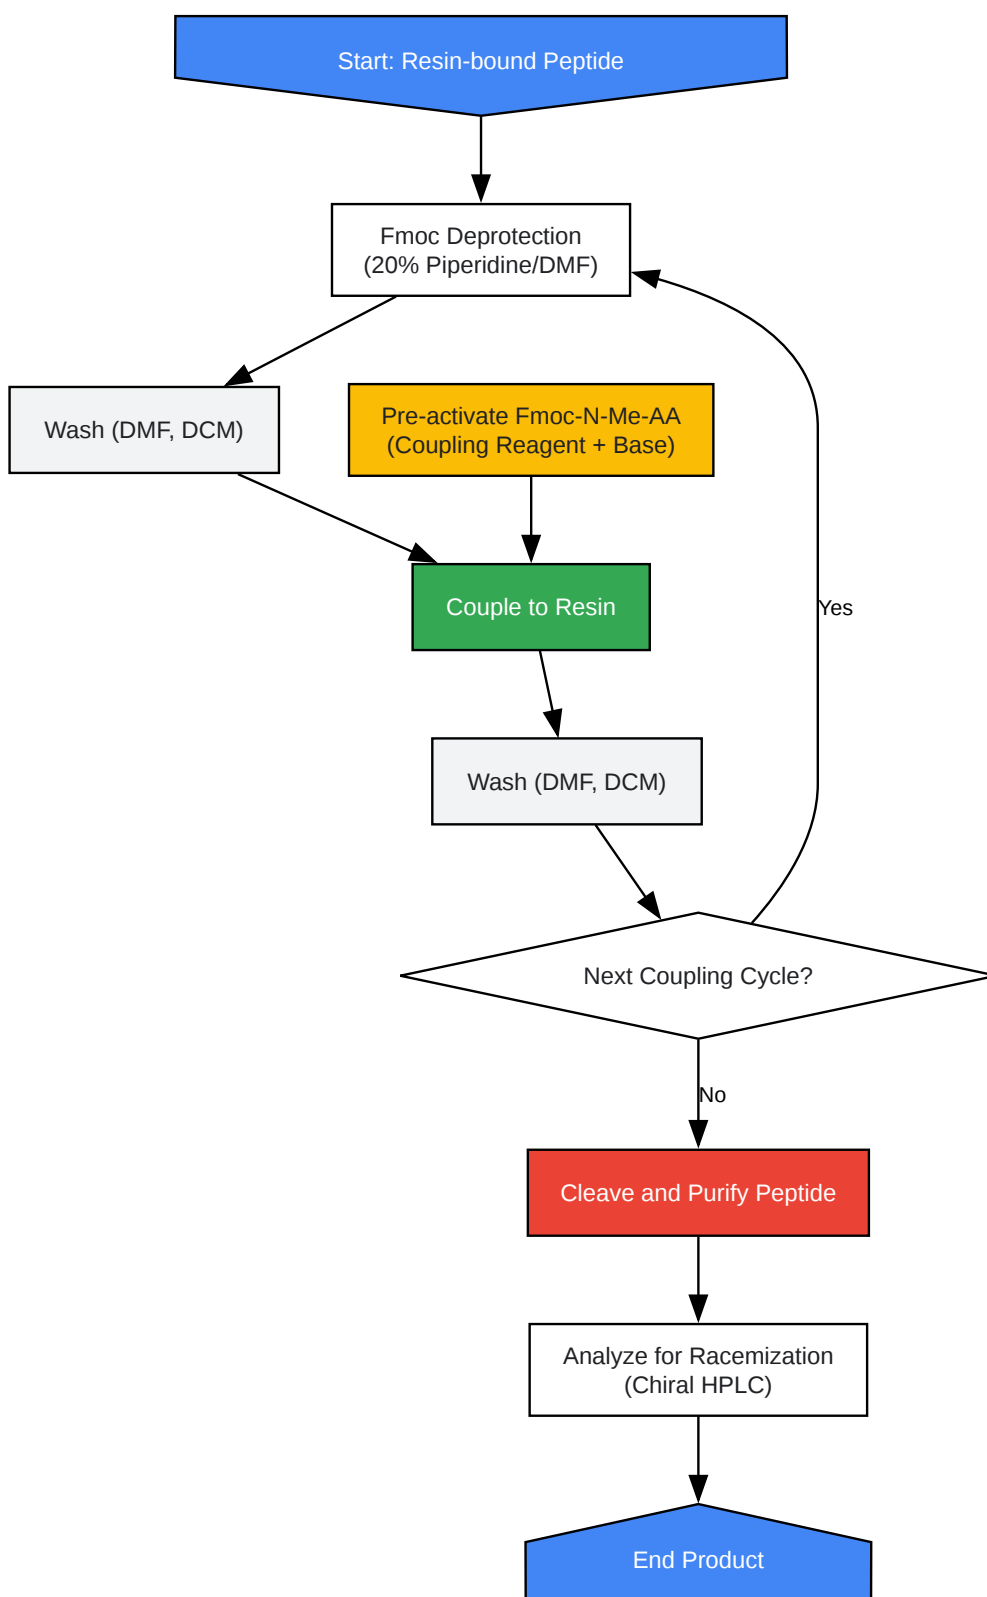 Start: Resin-bound Peptide
Fmoc Deprotection
(20% Piperidine/DMF)
Wash (DMF, DCM)
Pre-activate Fmoc-N-Me-AA
(Coupling Reagent + Base)
Couple to Resin
Yes
Wash (DMF, DCM)
Next Coupling Cycle?
No
Cleave and Purify Peptide
Analyze for Racemization
(Chiral HPLC)
End Product